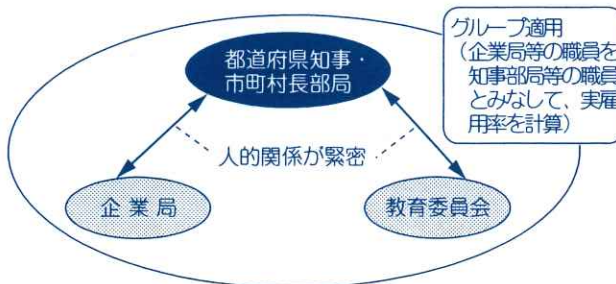 都道府県知事・
市町村長部局
グループ適用
(企業局等の職員を
知事部局等の職員
とみなして、実雇
用率を計算)
人的関係が緊密
企業局
教育委員会